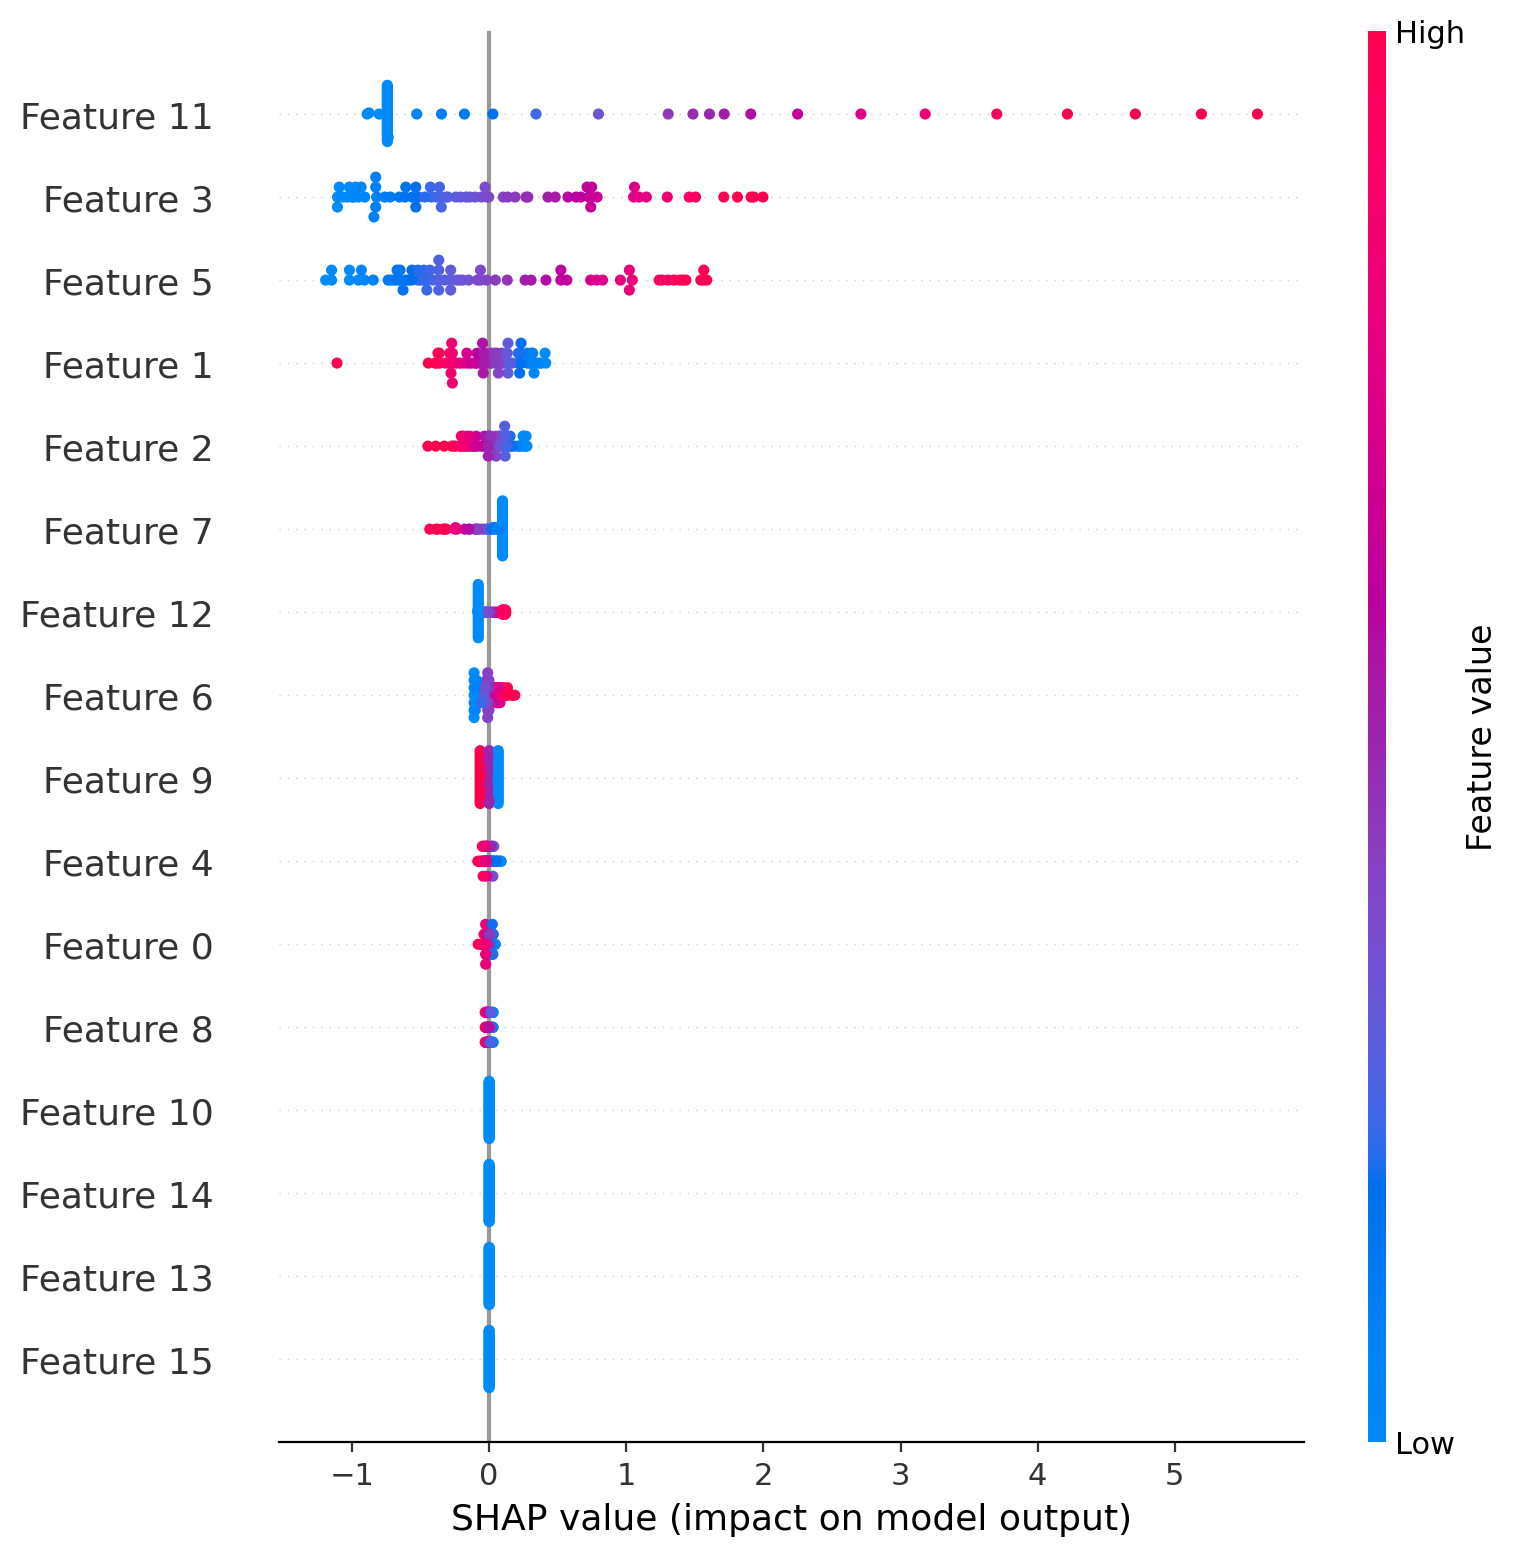 High
Feature 11
Feature 3
Feature 5
Feature 1
Feature 2
Feature 7
Feature 12
Feature 6
Feature 9
Feature 4
Feature 0
Feature 8
Feature 10
Feature 14
Feature 13
Feature 15
Feature value
Low
−1 0 1 2 3 4 5
SHAP value (impact on model output)